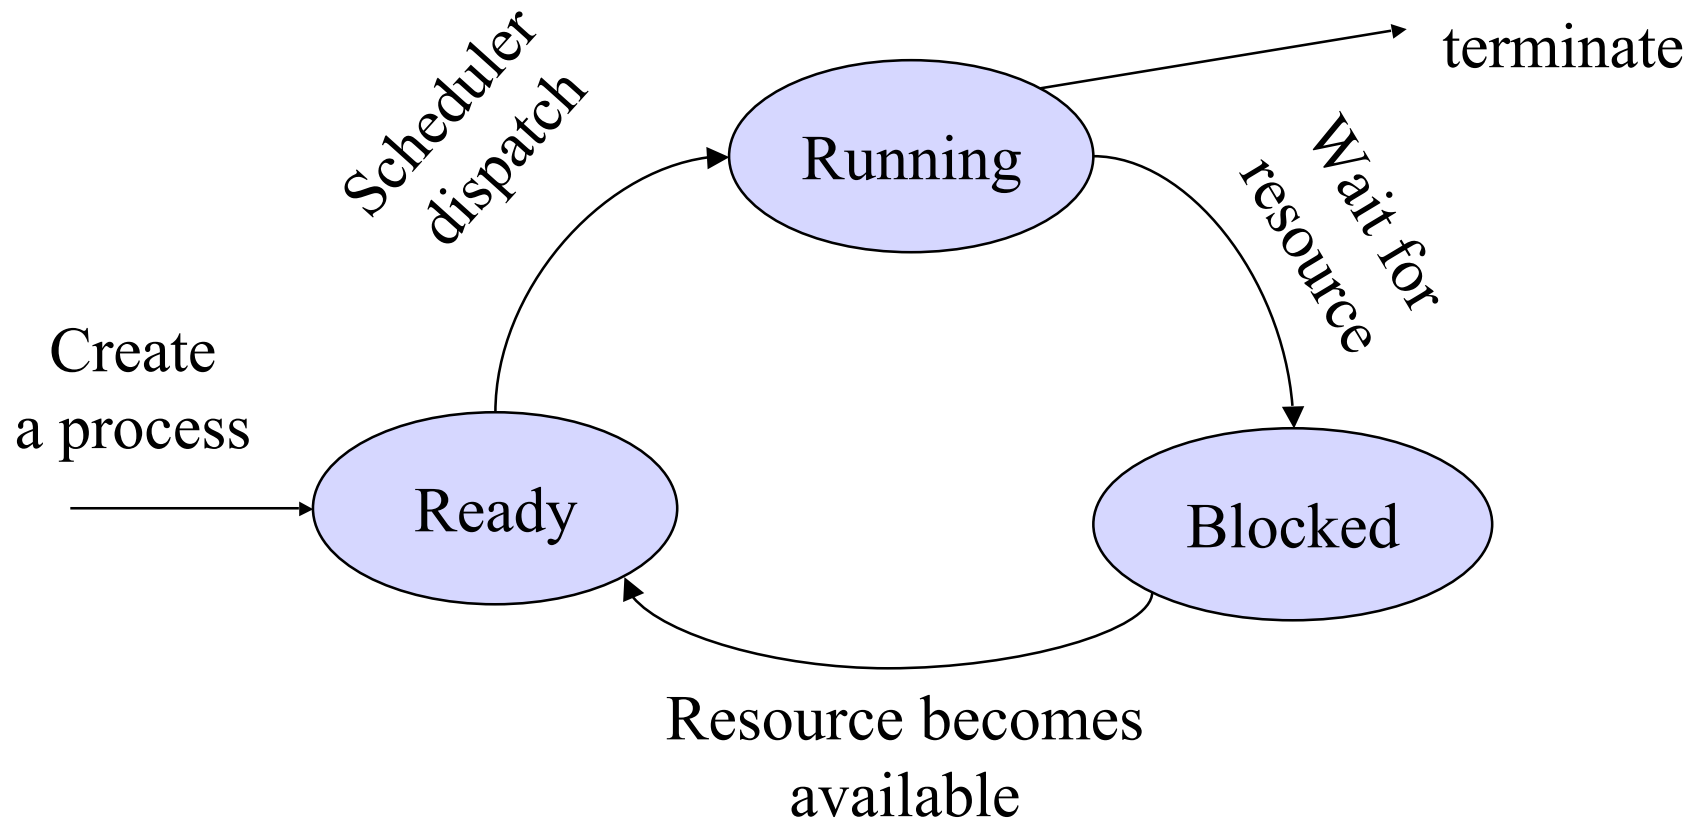 Scheduler
dispatch
terminate
Running
Wait for
resource
Create
a process
Ready
Blocked
Resource becomes
available